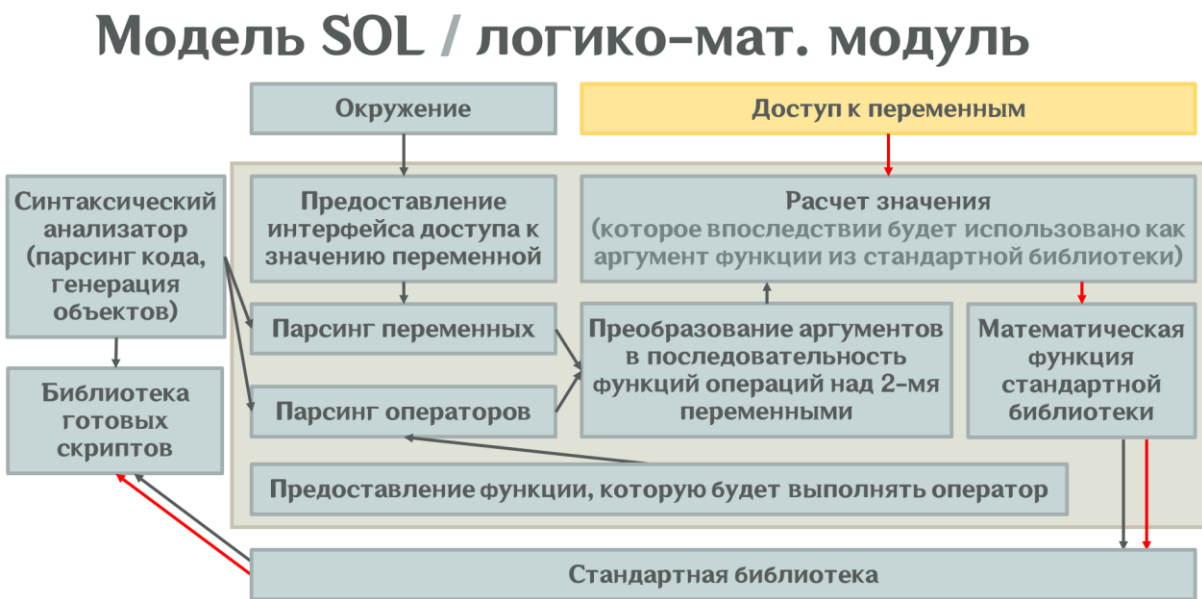 Модель SOL / логико-мат. модуль
Окружение
Доступ к переменным
Синтаксический
анализатор
(парсинг кода,
генерация
объектов)
Предоставление
интерфейса доступа к
значению переменной
Расчет значения
(которое впоследствии будет использовано как
аргумент функции из стандартной библиотеки)
Парсинг переменных
Преобразование аргументов
в последовательность
функций операций над 2-мя
переменными
Математическая
функция
стандартной
библиотеки
Библиотека
готовых
скриптов
Парсинг операторов
Предоставление функции, которую будет выполнять оператор
Стандартная библиотека